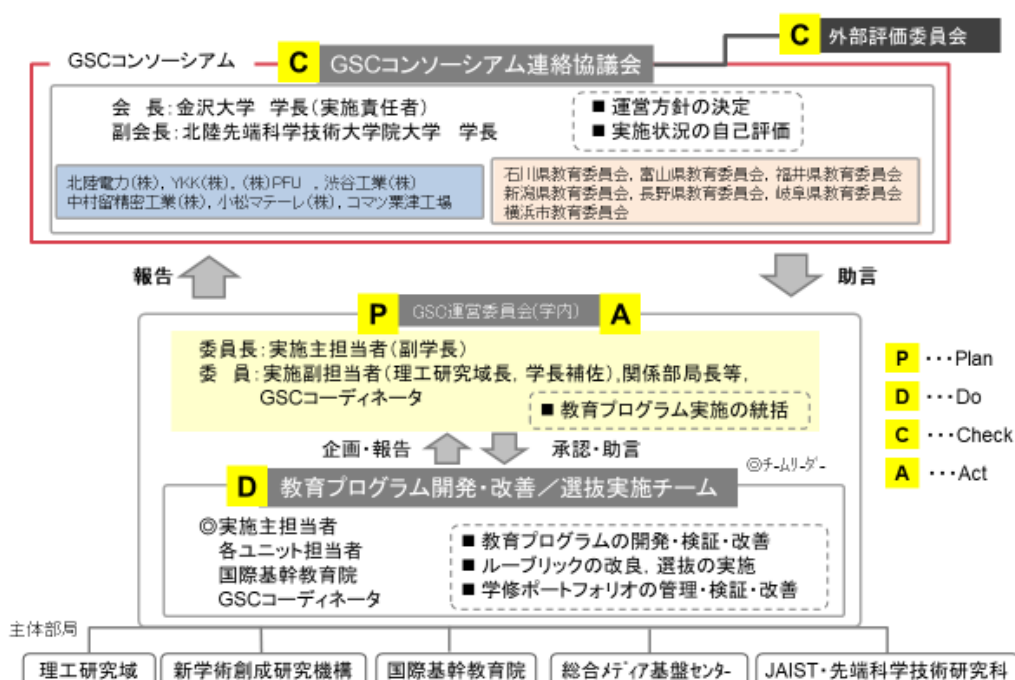 C 外部評価委員会
GSCコンソーシアム
C GSCコンソーシアム連絡協議会
会 長:金沢大学 学長(実施責任者)
副会長:北陸先端科学技術大学院大学 学長
■ 運営方針の決定
■ 実施状況の自己評価
北陸電力(株), YKK(株), (株)PFU , 渋谷工業(株)
中村留精密工業(株), 小松マテーレ(株), コマツ粟津工場
石川県教育委員会, 富山県教育委員会, 福井県教育委員会
新潟県教育委員会, 長野県教育委員会, 岐阜県教育委員会
横浜市教育委員会
報告
助言
P GSC運営委員会(学内) A
委員長:実施主担当者(副学長)
委 員:実施副担当者(理工研究域長, 学長補佐),関係部局長等,
GSCコーディネータ
■ 教育プログラム実施の統括
P ・・・Plan
D ・・・Do
C ・・・Check
A ・・・Act
企画・報告
承認・助言
◎チームリーダー
D 教育プログラム開発・改善/選抜実施チーム
◎実施主担当者
各ユニット担当者
国際基幹教育院
GSCコーディネータ
■ 教育プログラムの開発・検証・改善
■ ルーブリックの改良, 選抜の実施
■ 学修ポートフォリオの管理・検証・改善
主体部局
理工研究域
新学術創成研究機構
国際基幹教育院
総合メディア基盤センター
JAIST・先端科学技術研究科